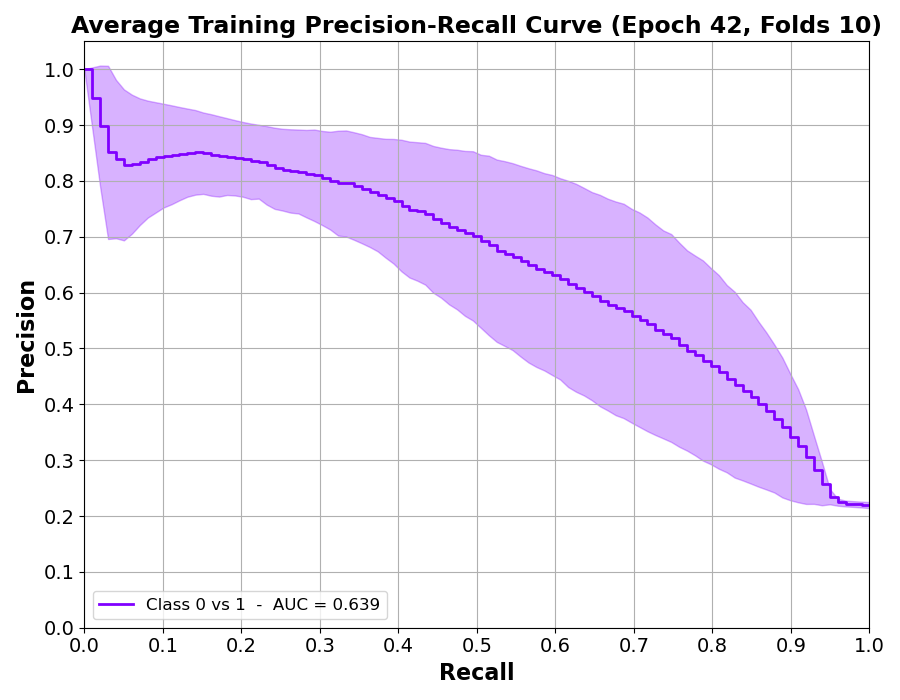 Average Training Precision-Recall Curve (Epoch 42, Folds 10)
1.0
0.9
0.8
0.7
0.6
0.5
0.4
0.3
0.2
0.1
0.0
Precision
Class 0 vs 1 - AUC = 0.639
0.0 0.1 0.2 0.3 0.4 0.5 0.6 0.7 0.8 0.9 1.0
Recall